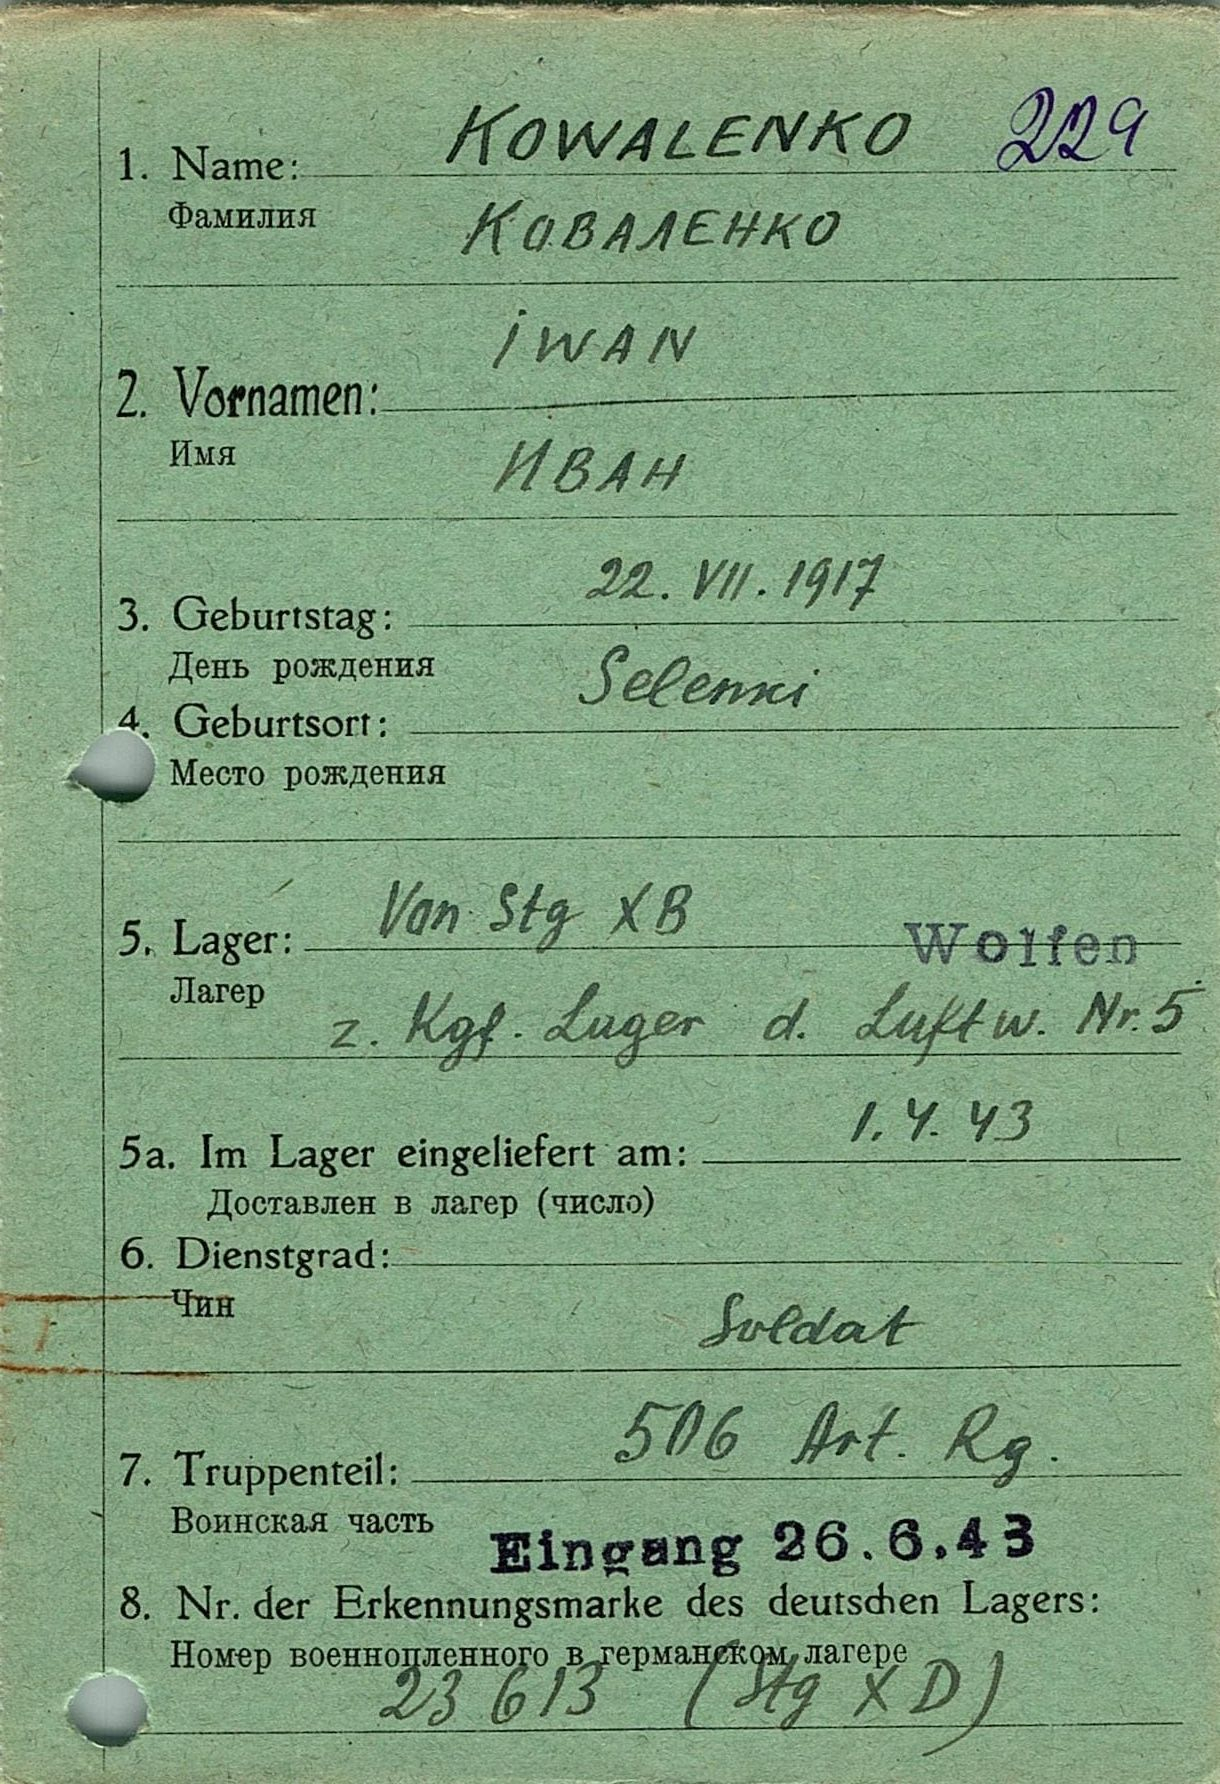 1. Name: KOWALENKO 229
Фамилия КОВАЛЕНКО
IWAN
2. Vornamen:
Имя ИВАН
22. VII. 1917
3. Geburtstag:
День рождения
Selenki
4. Geburtsort:
Место рождения
5. Lager: Von Stg XB Wolfen
Лагер
z. Kgf. Lager d. Luftw. Nr. 5
5a. Im Lager eingeliefert am: 1. 4. 43
Доставлен в лагер (число)
6. Dienstgrad:
Чин
Soldat
506 Art. Rg.
7. Truppenteil:
Воинская часть
Eingang 26.6.43
8. Nr. der Erkennungsmarke des deutschen Lagers:
Номер военнопленного в германском лагере
23 613 (Stg X D)